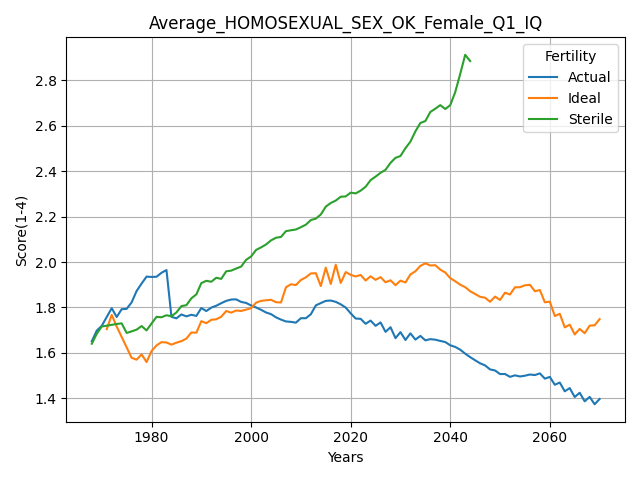 Average_HOMOSEXUAL_SEX_OK_Female_Q1_IQ
Fertility
Actual
Ideal
Sterile
Score(1-4)
2.8
2.6
2.4
2.2
2.0
1.8
1.6
1.4
1980
2000
2020
2040
2060
Years